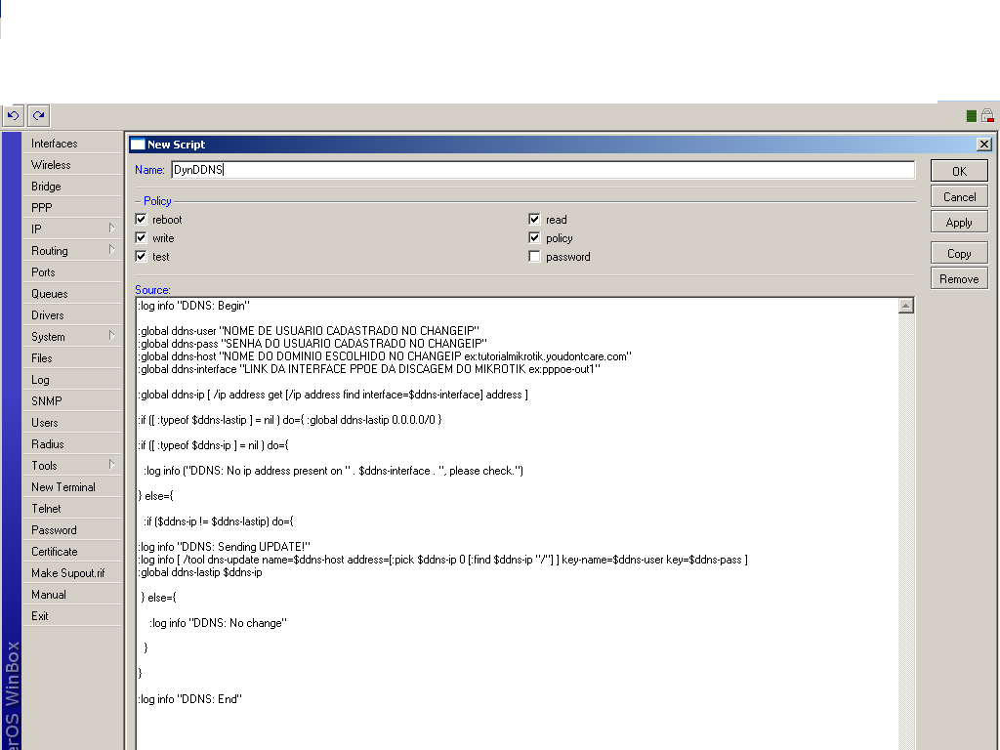 New Script
Interfaces
Wireless
Bridge
PPP
IP
Routing
Ports
Queues
Drivers
System
Files
Log
SNMP
Users
Radius
Tools
New Terminal
Telnet
Password
Certificate
Make Supout.rif
Manual
Exit
erOS WinBox
Name: DynDDNS
OK
Cancel
Apply
Copy
Remove
Policy
reboot
read
write
policy
test
password
Source:
:log info "DDNS: Begin"
:global ddns-user "NOME DE USUARIO CADASTRADO NO CHANGEIP"
:global ddns-pass "SENHA DO USUARIO CADASTRADO NO CHANGEIP"
:global ddns-host "NOME DO DOMINIO ESCOLHIDO NO CHANGEIP ex:tutorialmikrotik.youdontcare.com"
:global ddns-interface "LINK DA INTERFACE PPOE DA DISCAGEM DO MIKROTIK ex:pppoe-out1"
:global ddns-ip [ /ip address get [/ip address find interface=$ddns-interface] address ]
:if ([ :typeof $ddns-lastip ] = nil ) do={ :global ddns-lastip 0.0.0.0/0 }
:if ([ :typeof $ddns-ip ] = nil ) do={
:log info ("DDNS: No ip address present on " . $ddns-interface . ", please check.")
} else={
:if ($ddns-ip != $ddns-lastip) do={
:log info "DDNS: Sending UPDATE!"
:log info [ /tool dns-update name=$ddns-host address=[:pick $ddns-ip 0 [:find $ddns-ip "/"] ] key-name=$ddns-user key=$ddns-pass ]
:global ddns-lastip $ddns-ip
} else={
:log info "DDNS: No change"
}
}
:log info "DDNS: End"